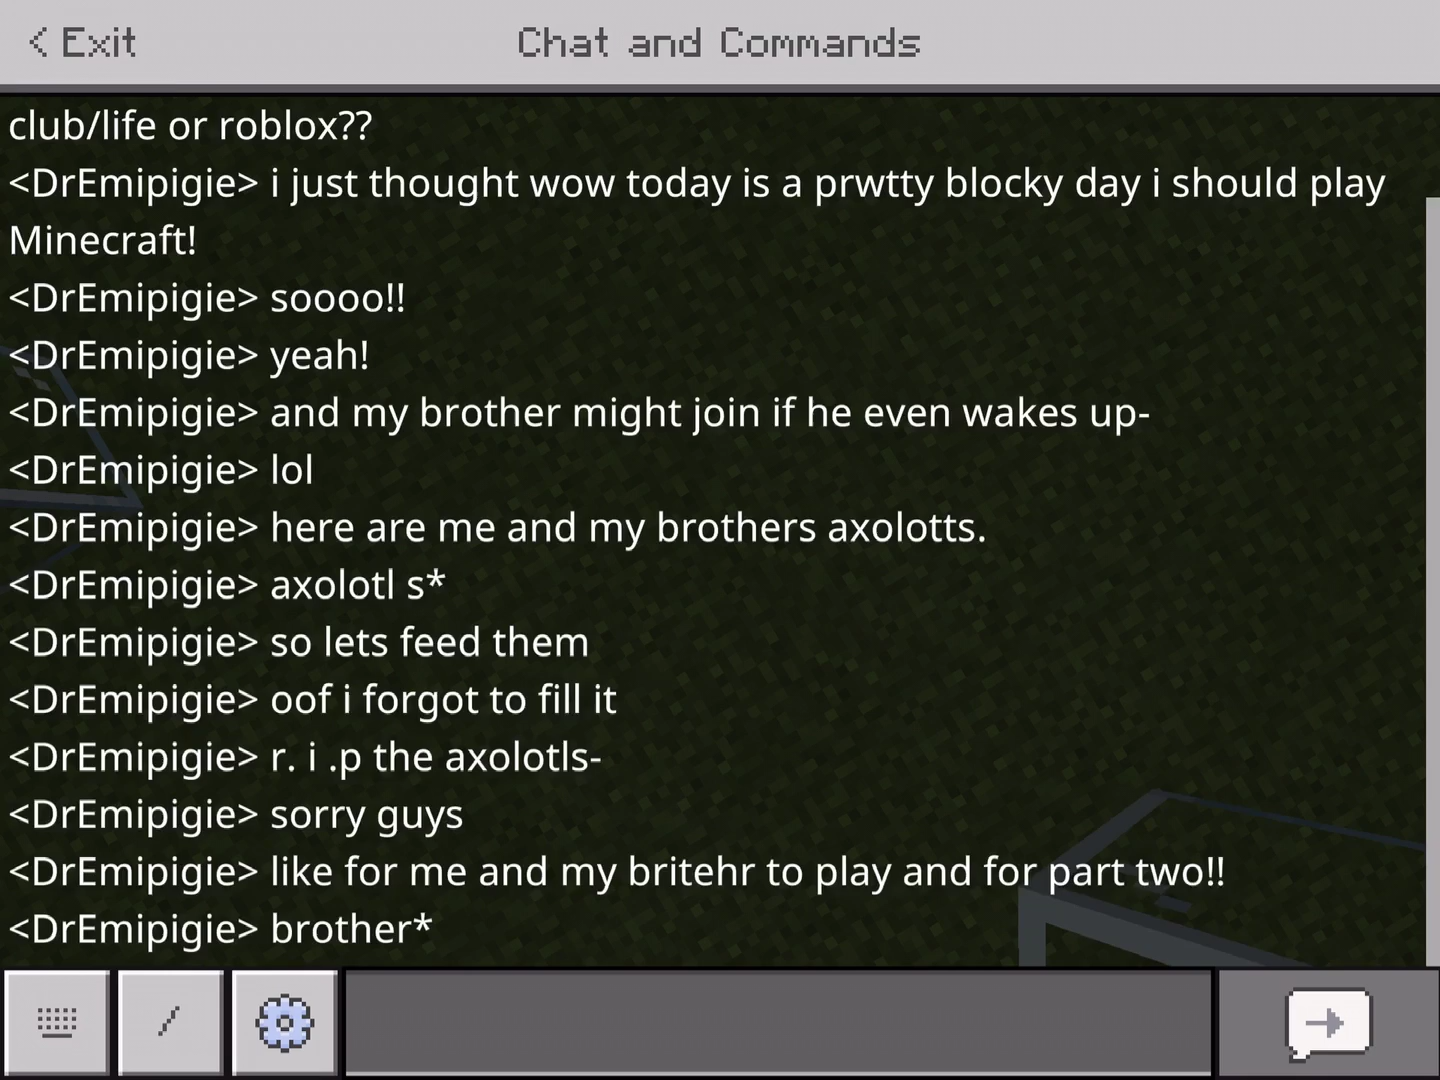 < Exit
Chat and Commands
club/life or roblox??
<DrEmipigie> i just thought wow today is a prwtty blocky day i should play
Minecraft!
<DrEmipigie> soooo!!
<DrEmipigie> yeah!
<DrEmipigie> and my brother might join if he even wakes up-
<DrEmipigie> lol
<DrEmipigie> here are me and my brothers axolotts.
<DrEmipigie> axolotl s*
<DrEmipigie> so lets feed them
<DrEmipigie> oof i forgot to fill it
<DrEmipigie> r. i .p the axolotls-
<DrEmipigie> sorry guys
<DrEmipigie> like for me and my britehr to play and for part two!!
<DrEmipigie> brother*
/